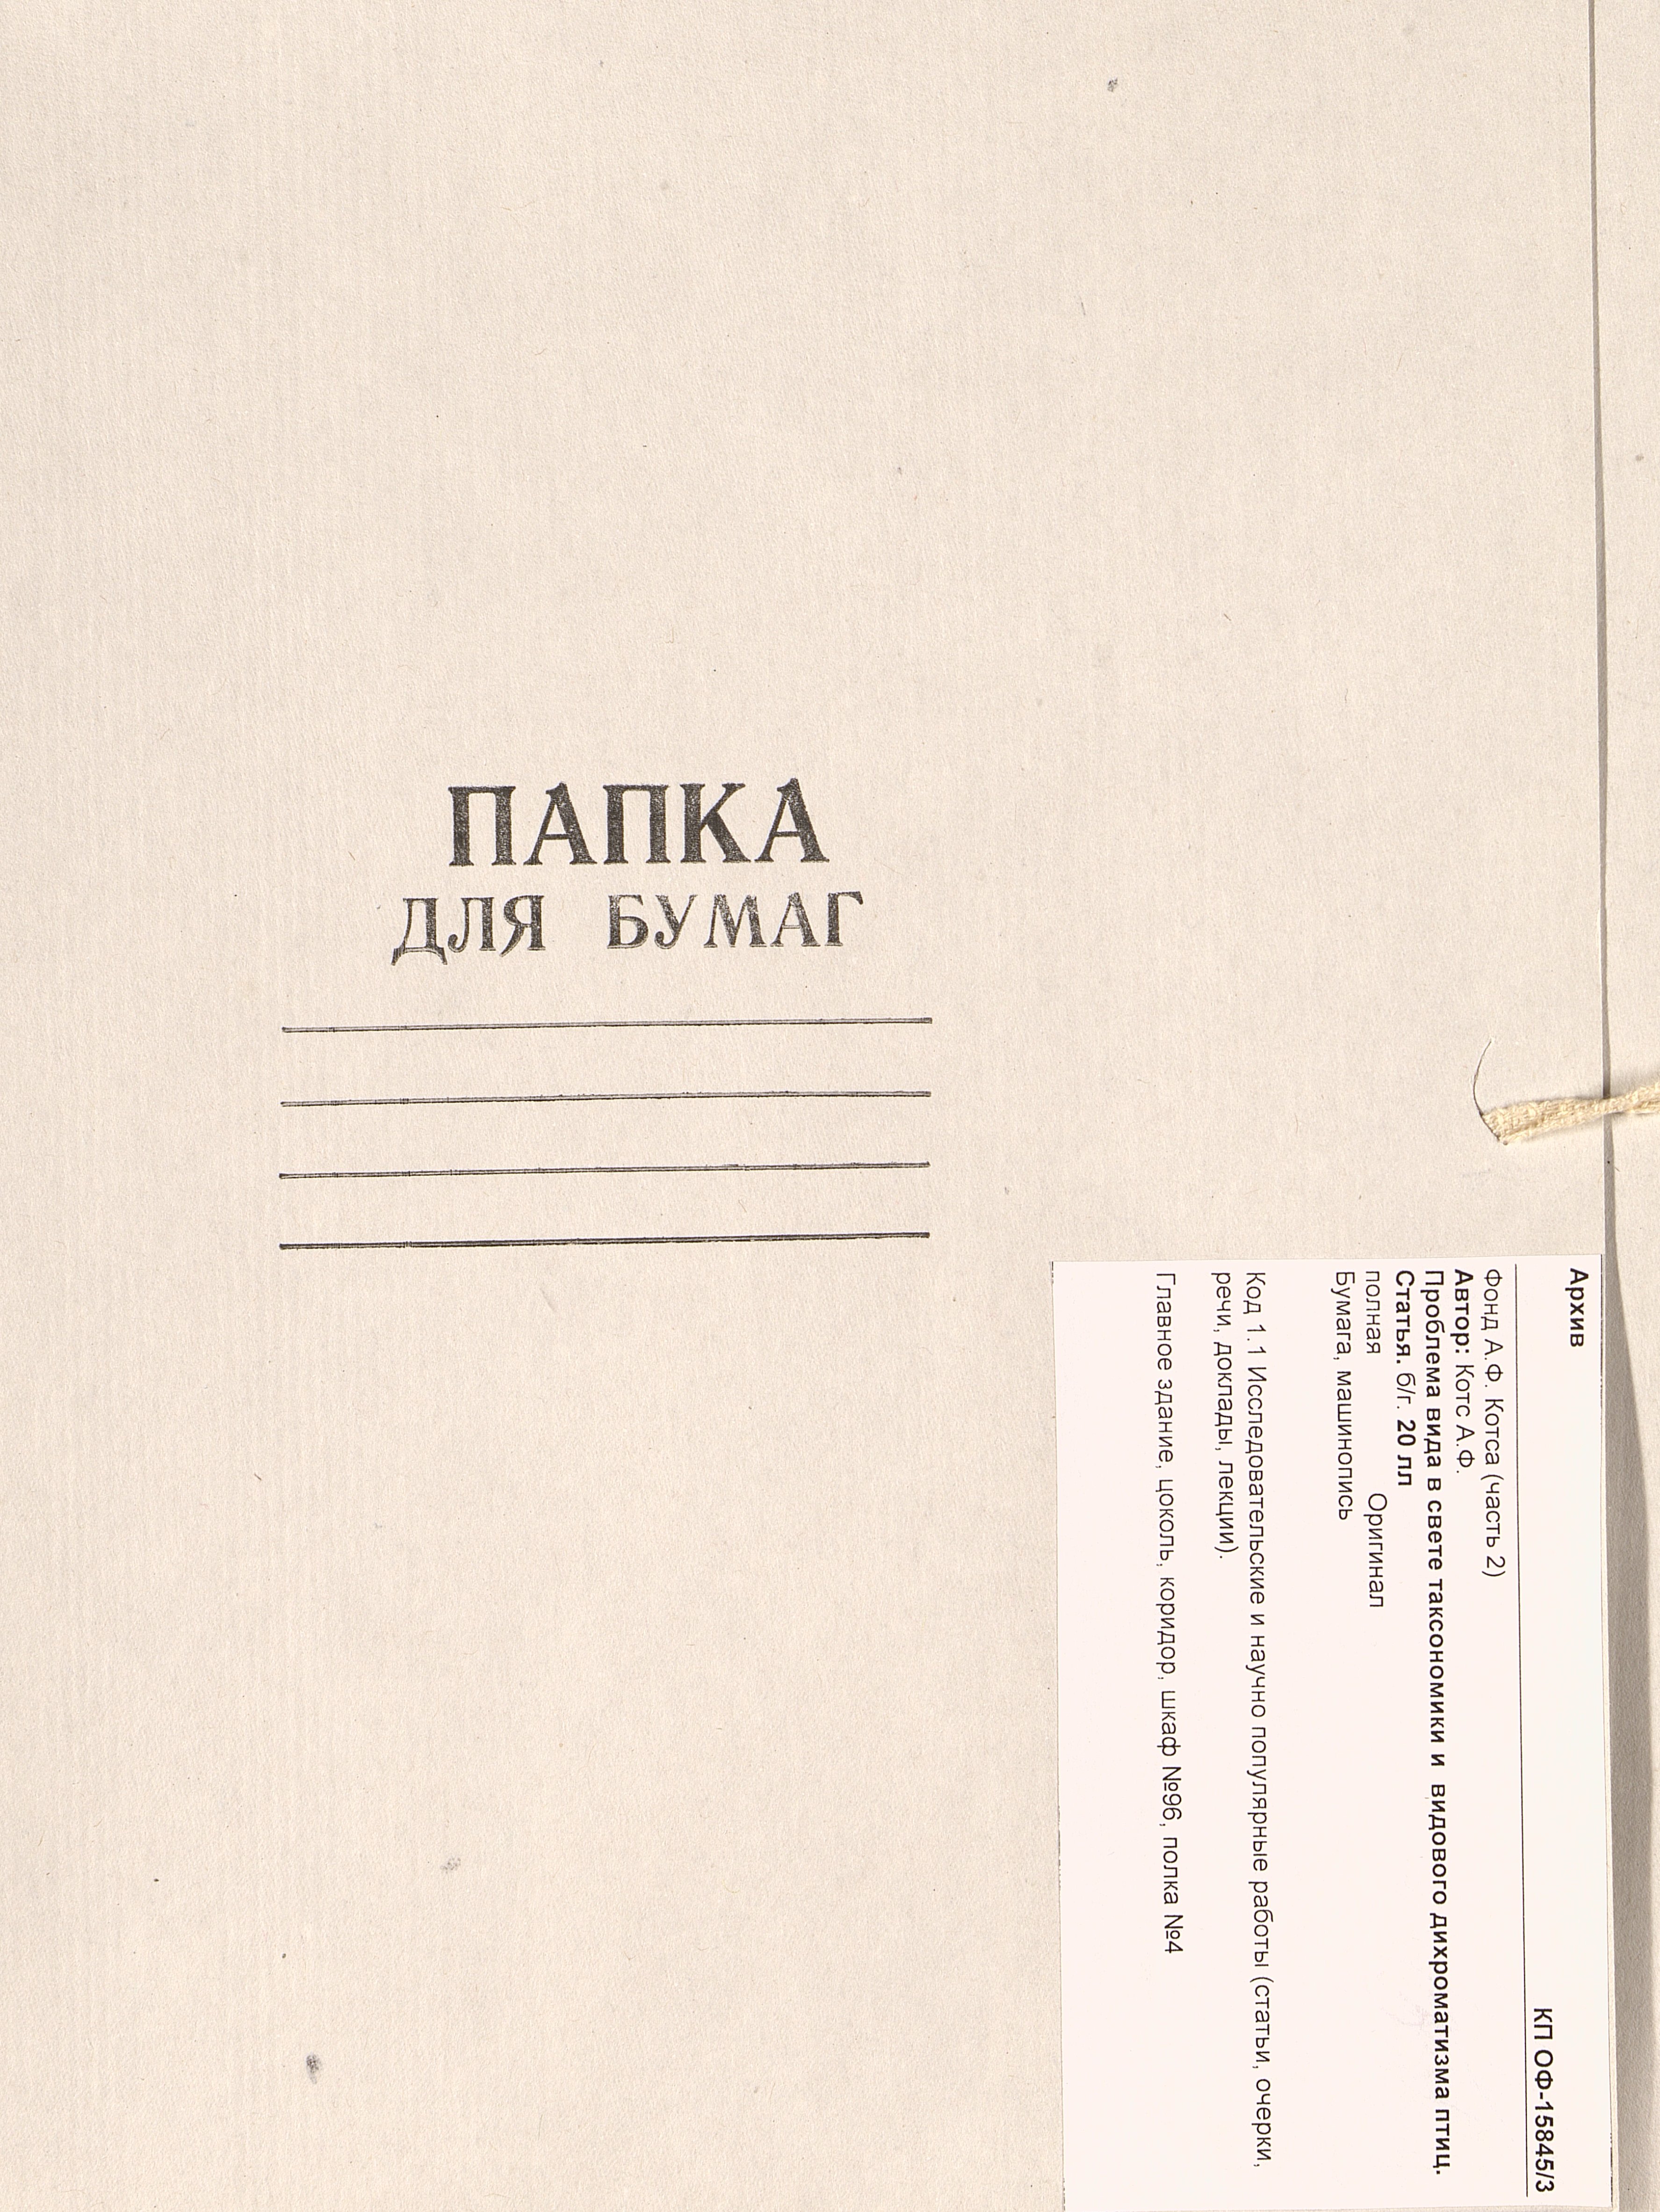 ПАПКА
ДЛЯ БУМАГ
Архив
КП ОФ-15845/3
Фонд А.Ф. Котса (часть 2)
Автор: Котс А.Ф.
Проблема вида в свете таксономики и видового дихроматизма птиц.
Статья. б/г. 20 лл
полная Оригинал
Бумага, машинопись
Код 1.1 Исследовательские и научно популярные работы (статьи, очерки,
речи, доклады, лекции).
Главное здание, цоколь, коридор, шкаф №96, полка №4